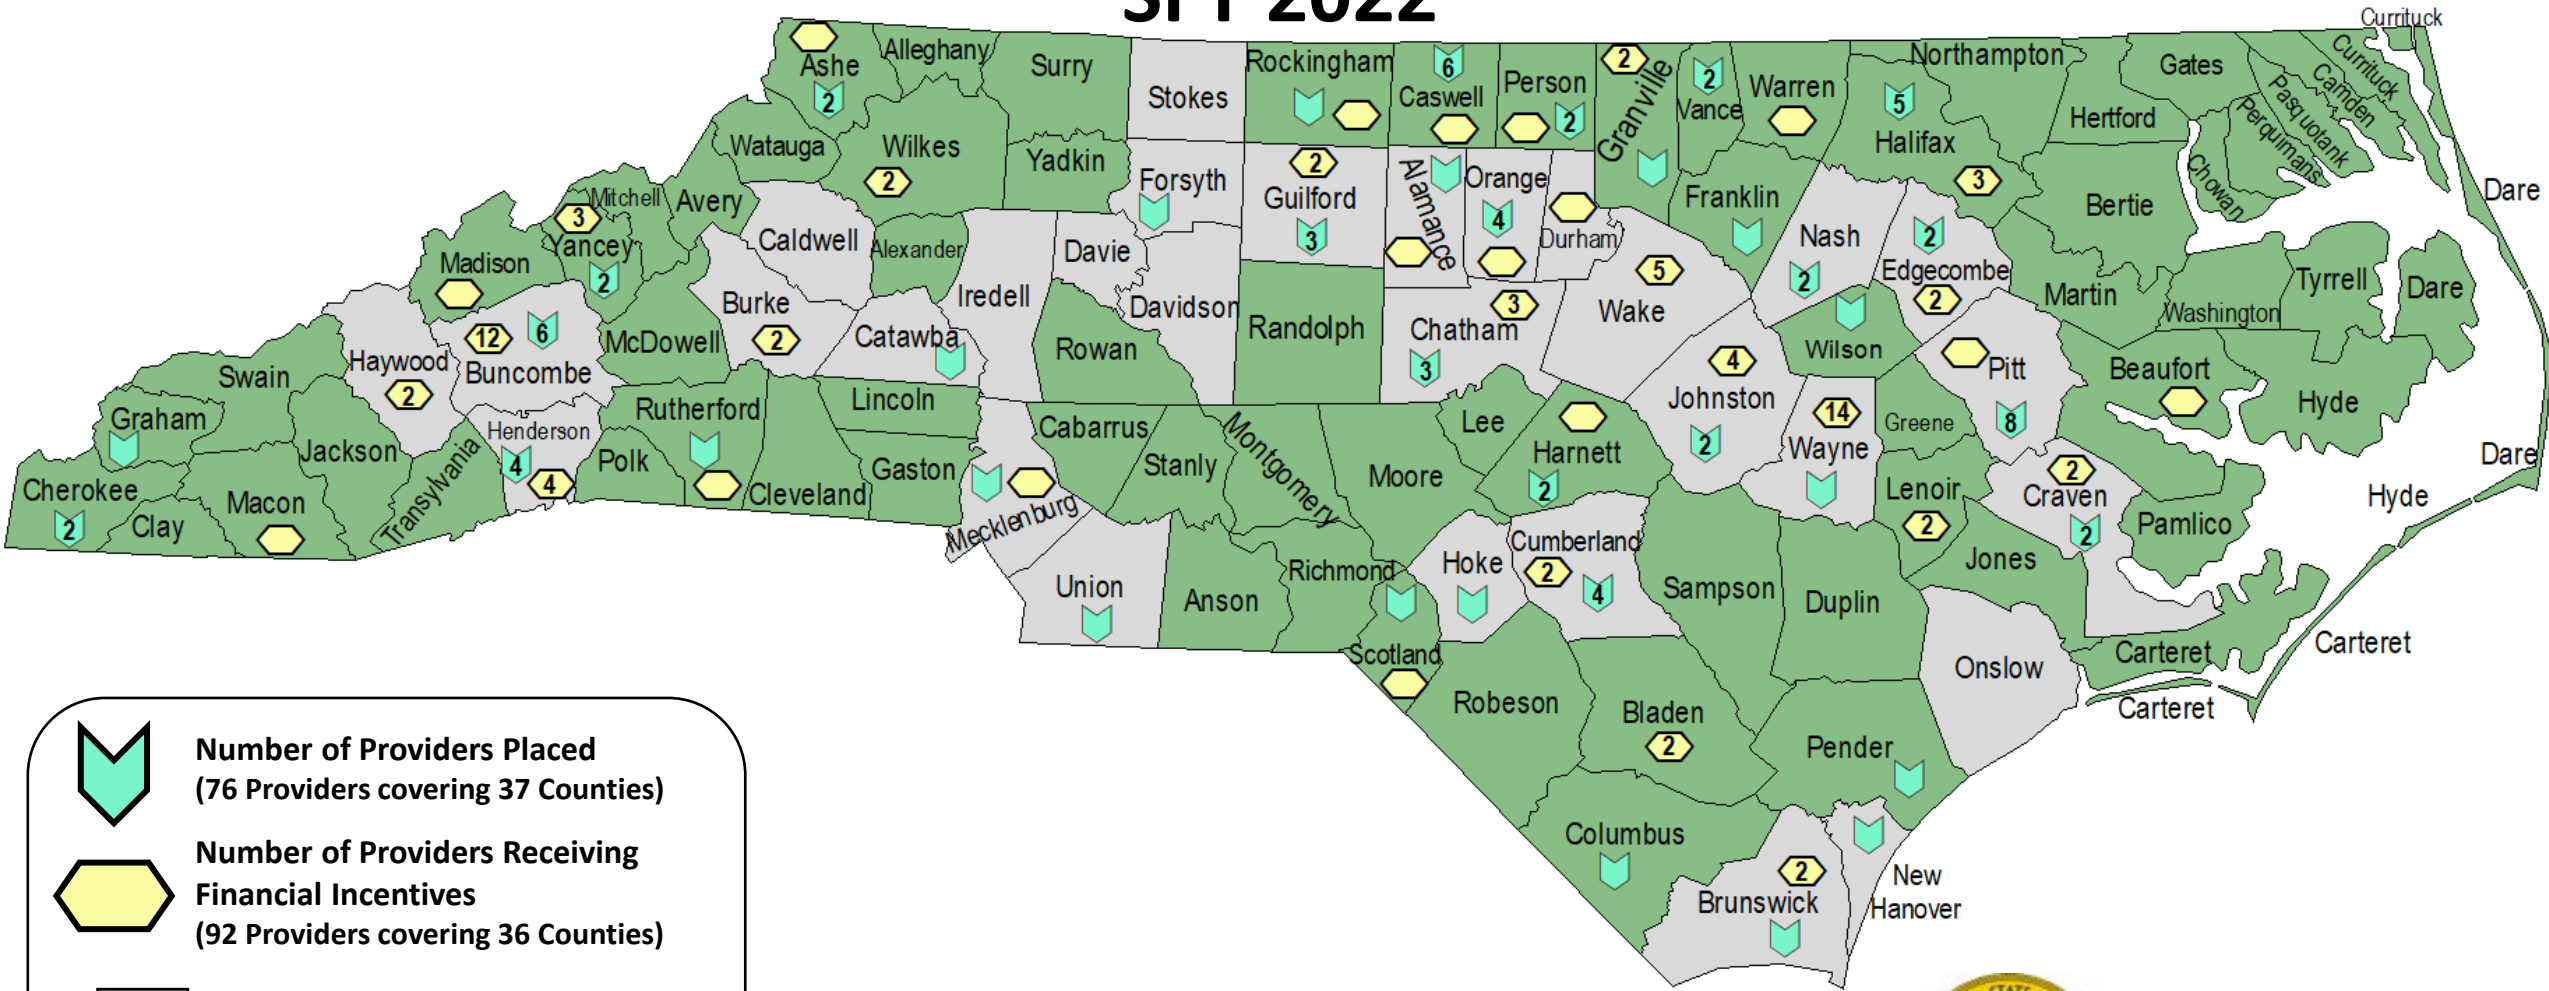 SFY 2022
Currituck
Ashe
2
Alleghany
Surry
Stokes
Rockingham
6
Caswell
Person
2
2
Granville
2
Vance
Warren
Northampton
5
Halifax
3
Hertford
Gates
Currituck
Camden
Pasquotank
Perquimans
Chowan
Dare
Watauga
Wilkes
2
Yadkin
Forsyth
2
Guilford
3
Alamance
Orange
4
Durham
Franklin
Nash
2
2
Edgecombe
2
Bertie
Mitchell
Avery
3
Yancey
2
Madison
Caldwell
Alexander
Iredell
Davie
Davidson
Randolph
3
Chatham
3
5
Wake
Wilson
Martin
Washington
Tyrrell
Dare
Swain
Haywood
2
12
6
Buncombe
McDowell
Burke
2
Catawba
Rowan
4
Johnston
2
14
Wayne
Greene
Pitt
8
Beaufort
Hyde
Graham
Jackson
Transylvania
Henderson
4
4
Polk
Rutherford
Cleveland
Lincoln
Gaston
Mecklenburg
Cabarrus
Stanly
Montgomery
Moore
Lee
Harnett
2
Lenoir
2
2
Craven
2
Pamlico
Dare
Hyde
Cherokee
2
Clay
Macon
Union
Anson
Richmond
Hoke
Cumberland
2
4
Sampson
Duplin
Jones
Carteret
Carteret
Carteret
Onslow
Scotland
Robeson
Bladen
2
Pender
Columbus
2
Brunswick
New
Hanover
Number of Providers Placed
(76 Providers covering 37 Counties)
Number of Providers Receiving
Financial Incentives
(92 Providers covering 36 Counties)
STATE